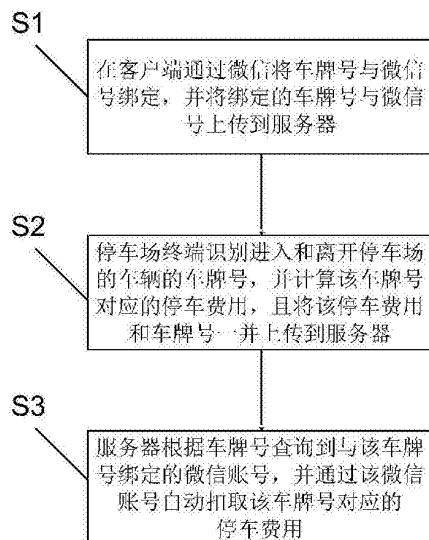 S1
在客户端通过微信将车牌号与微信
号绑定，并将绑定的车牌号与微信
号上传到服务器
S2
停车场终端识别进入和离开停车场
的车辆的车牌号，并计算该车牌号
对应的停车费用，且将该停车费用
和车牌号一并上传到服务器
S3
服务器根据车牌号查询到与该车牌
号绑定的微信账号，并通过该微信
账号自动扣取该车牌号对应的
停车费用